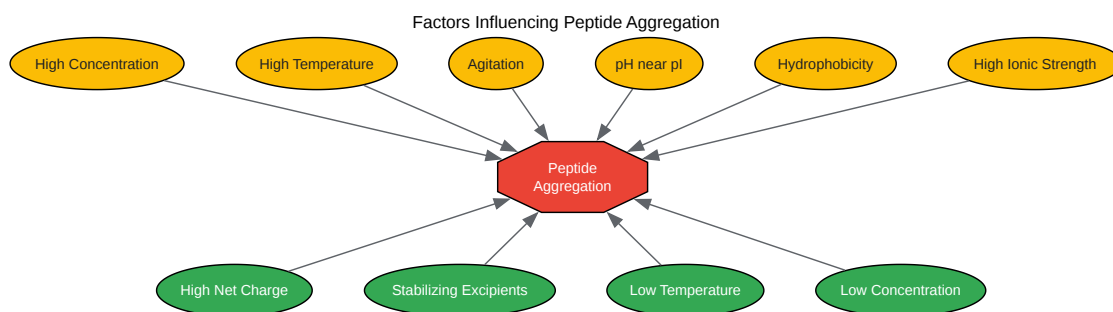 Factors Influencing Peptide Aggregation
High Concentration
High Temperature
Agitation
pH near pI
Hydrophobicity
High Ionic Strength
Peptide
Aggregation
High Net Charge
Stabilizing Excipients
Low Temperature
Low Concentration